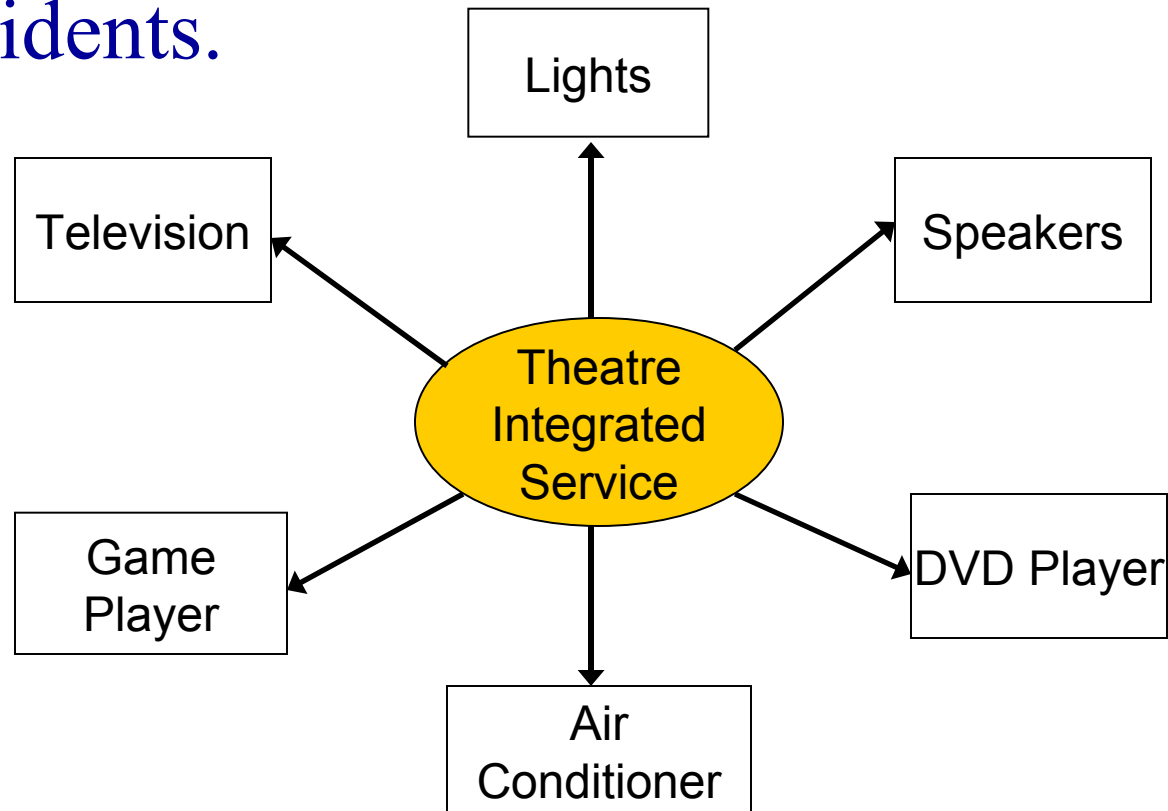 idents.
Lights
Television
Speakers
Theatre
Integrated
Service
Game
Player
DVD Player
Air
Conditioner